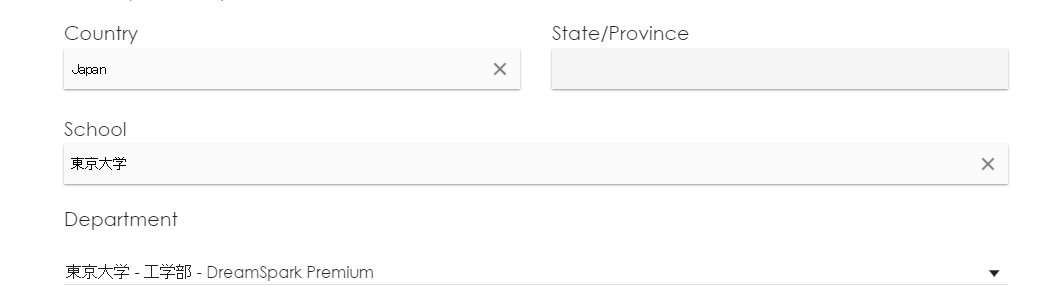 Country State/Province
Japan
School
東京大学
Department
東京大学 - 工学部 - DreamSpark Premium